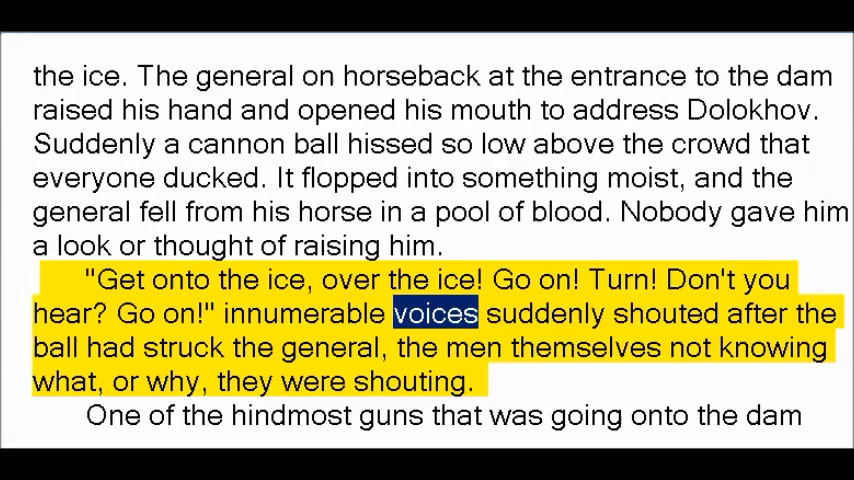 the ice. The general on horseback at the entrance to the dam
raised his hand and opened his mouth to address Dolokhov.
Suddenly a cannon ball hissed so low above the crowd that
everyone ducked. It flopped into something moist, and the
general fell from his horse in a pool of blood. Nobody gave him
a look or thought of raising him.
"Get onto the ice, over the ice! Go on! Turn! Don't you
hear? Go on!" innumerable voices suddenly shouted after the
ball had struck the general, the men themselves not knowing
what, or why, they were shouting.
One of the hindmost guns that was going onto the dam